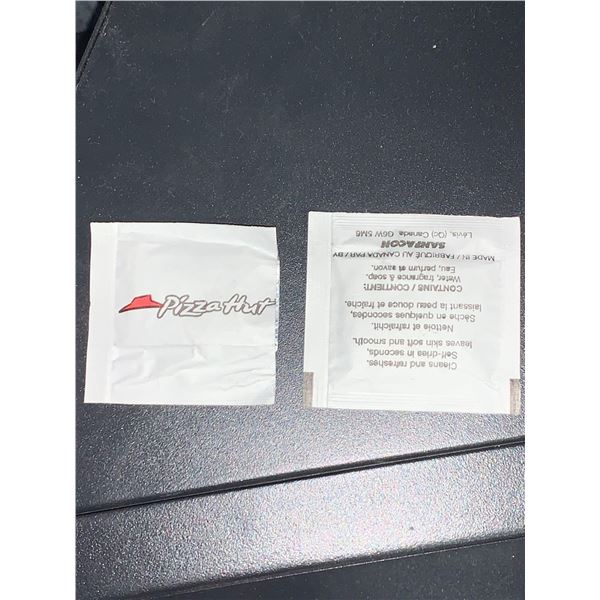 Pizza Hut
Cleans and refreshes.
Self-dries in seconds,
leaves skin soft and smooth.
Nettoie et rafraîchit.
Sèche en quelques secondes,
laissant la peau douce et fraîche.
CONTAINS / CONTIENT:
Water, fragrance & soap.
Eau, parfum et savon.
MADE IN / FABRIQUÉ AU CANADA PAR / BY
SANFACON
Lévis, (Qc) Canada G6W 5M6